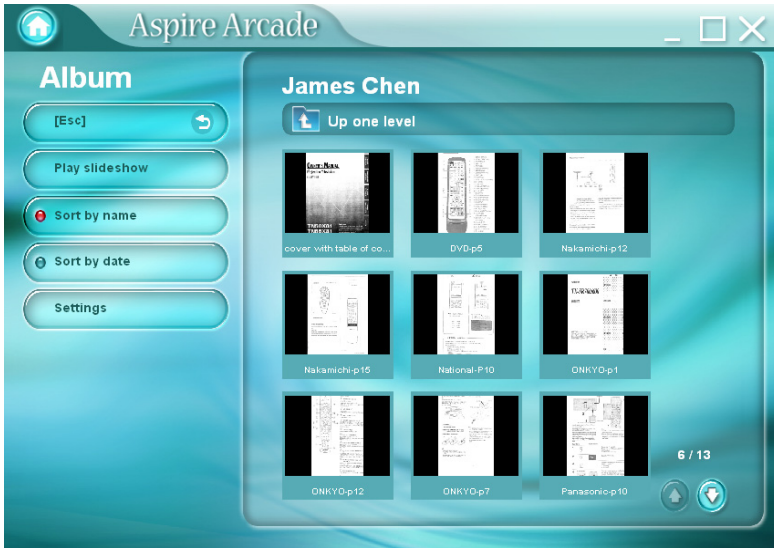 Aspire Arcade
Album
[Esc]
Play slideshow
Sort by name
Sort by date
Settings
James Chen
Up one level
cover with table of co...
DVD-p5
Nakamichi-p12
Nakamichi-p15
National-P10
ONKYO-p1
ONKYO-p12
ONKYO-p7
Panasonic-p10
6 / 13